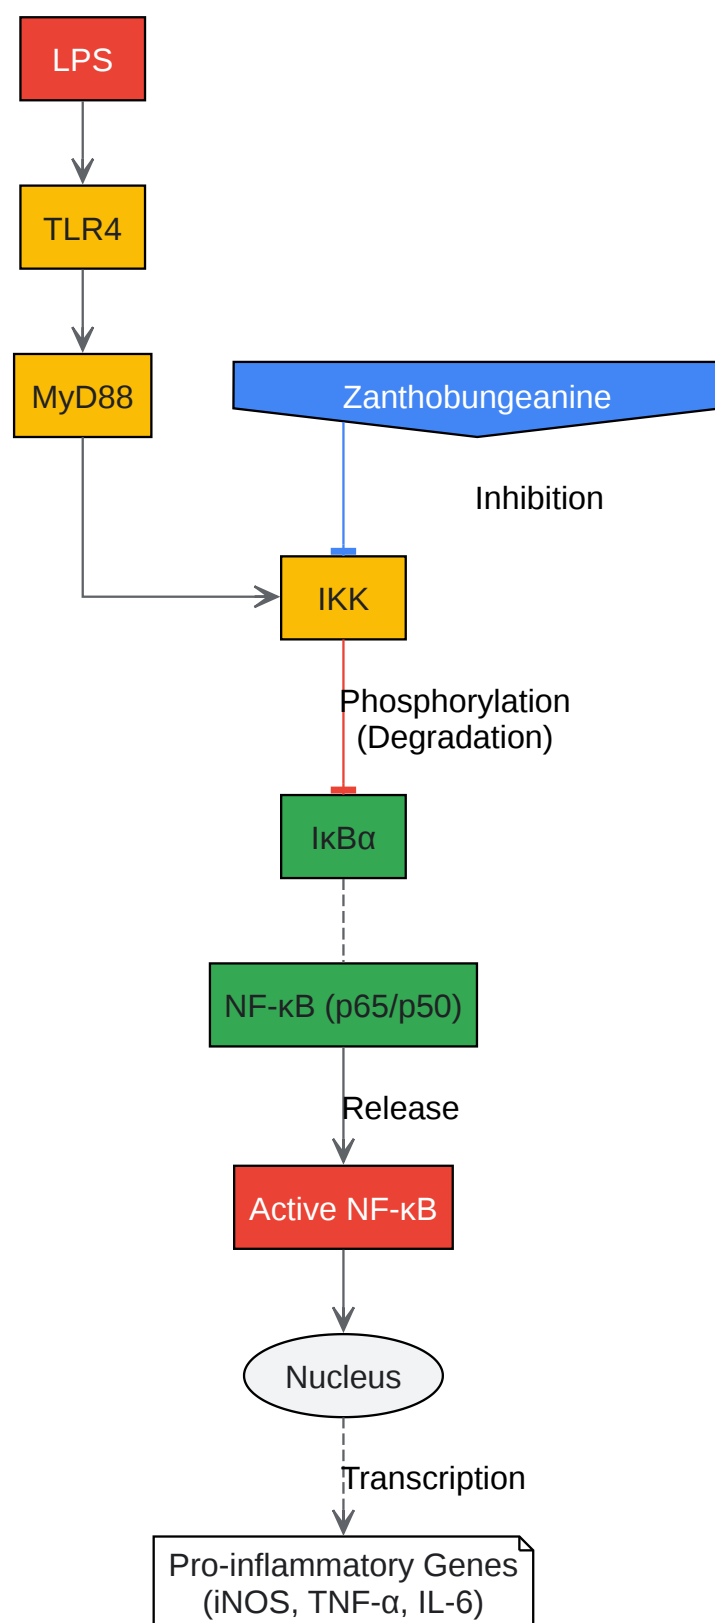 LPS
TLR4
MyD88
Zanthobungeanine
Inhibition
IKK
Phosphorylation
(Degradation)
IκBα
NF-κB (p65/p50)
Release
Active NF-κB
Nucleus
Transcription
Pro-inflammatory Genes
(iNOS, TNF-α, IL-6)